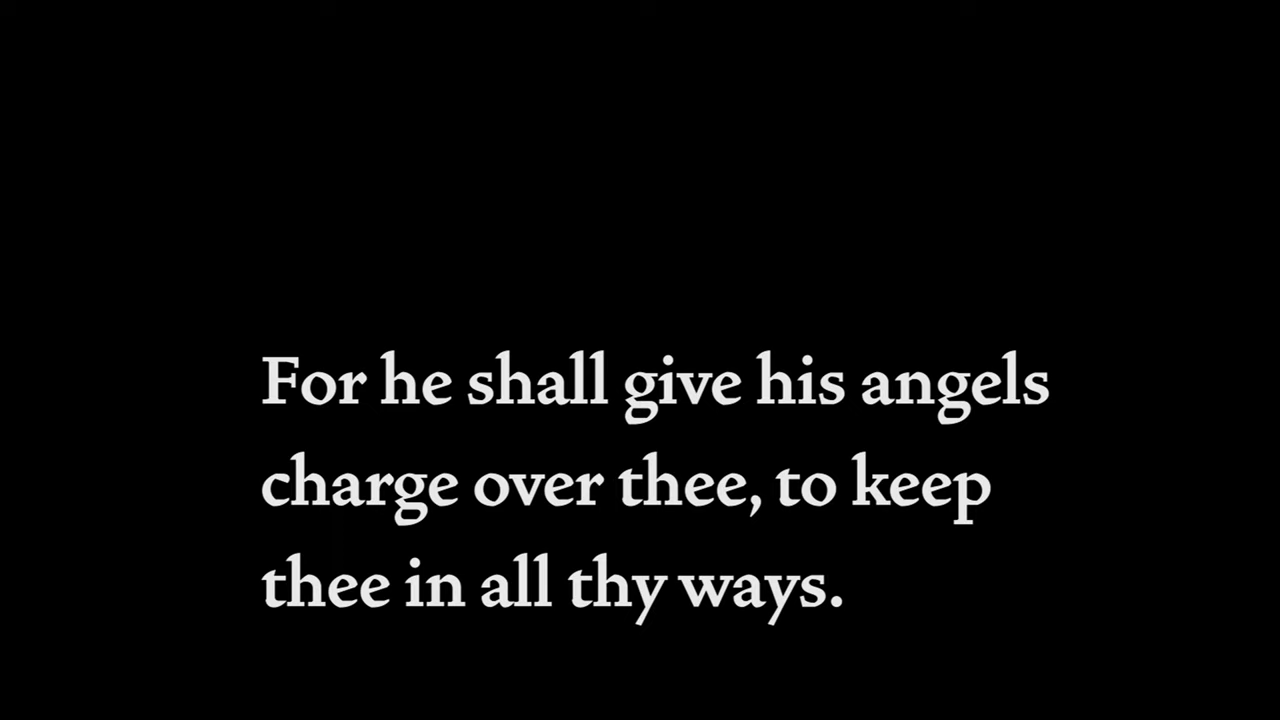 For he shall give his angels
charge over thee, to keep
thee in all thy ways.